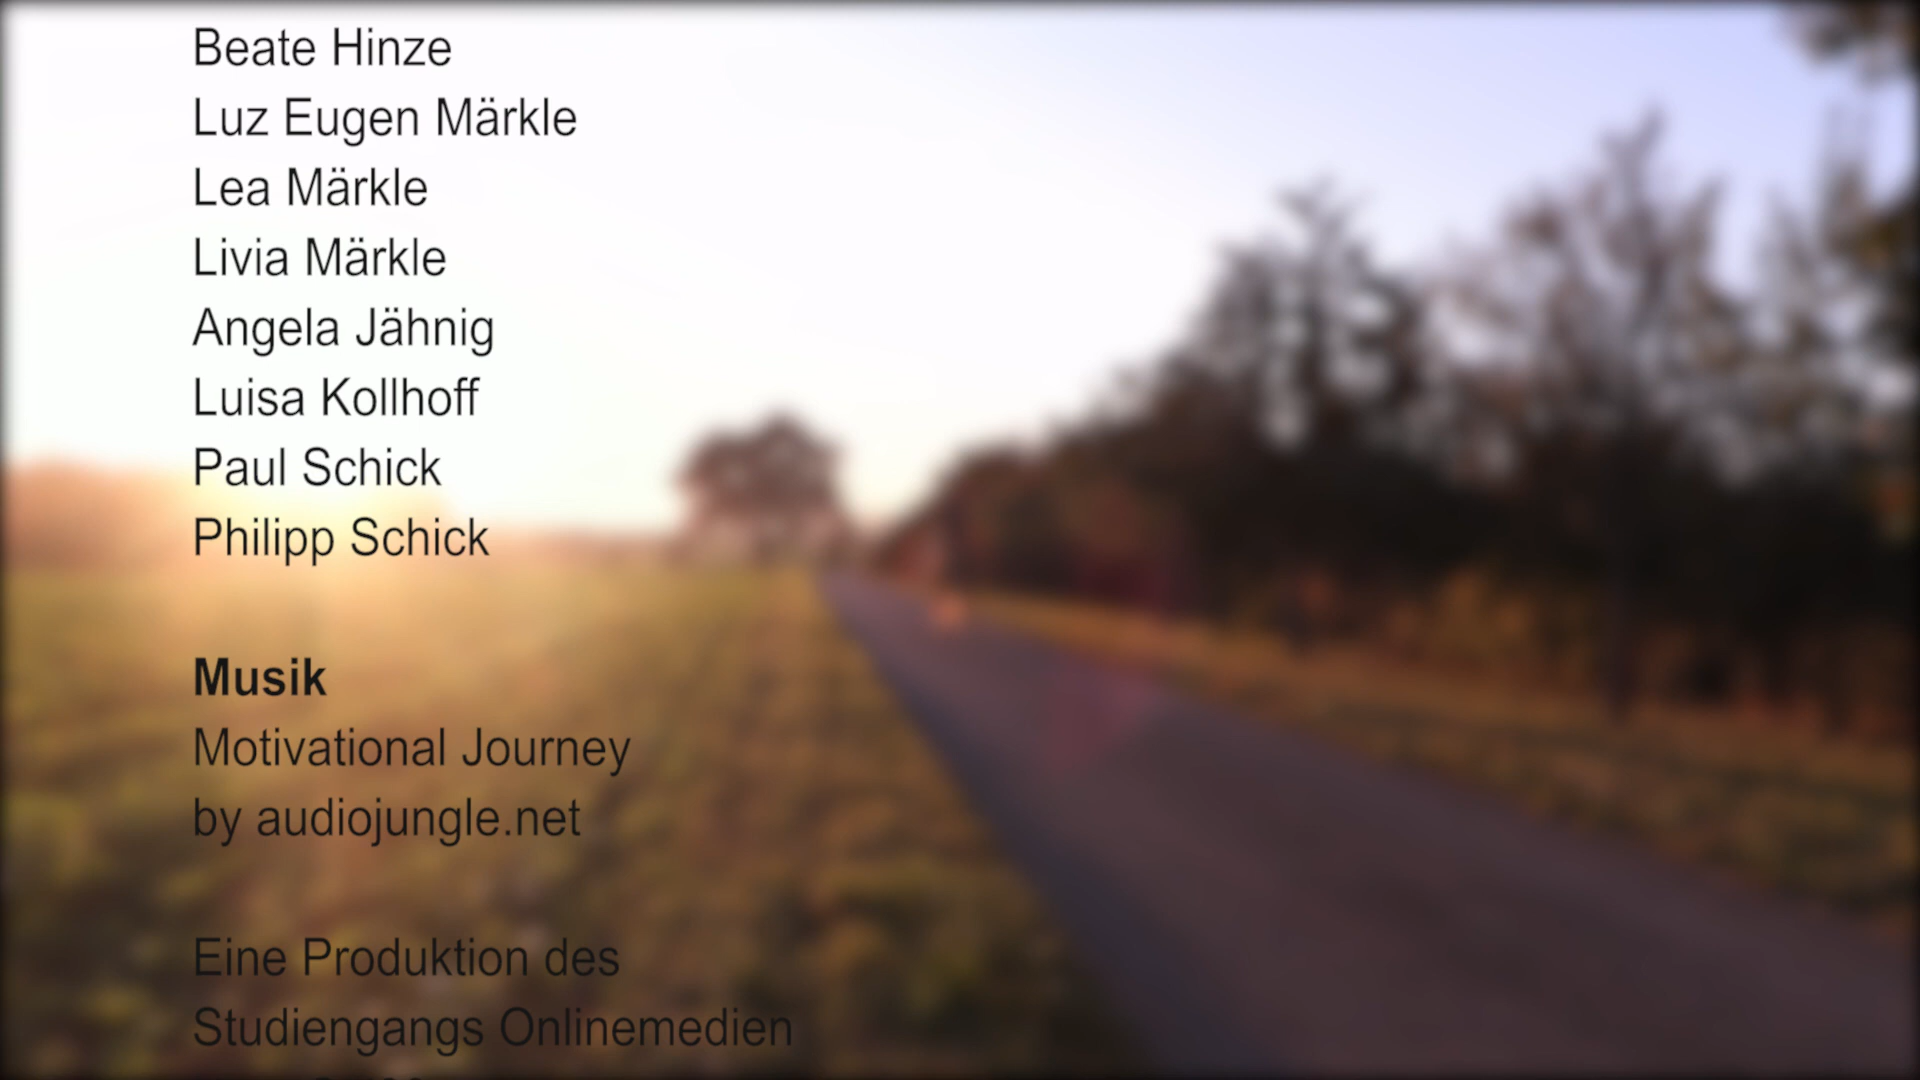 Beate Hinze
Luz Eugen Märkle
Lea Märkle
Livia Märkle
Angela Jähnig
Luisa Kollhoff
Paul Schick
Philipp Schick
Musik
Motivational Journey
by audiojungle.net
Eine Produktion des
Studiengangs Onlinemedien